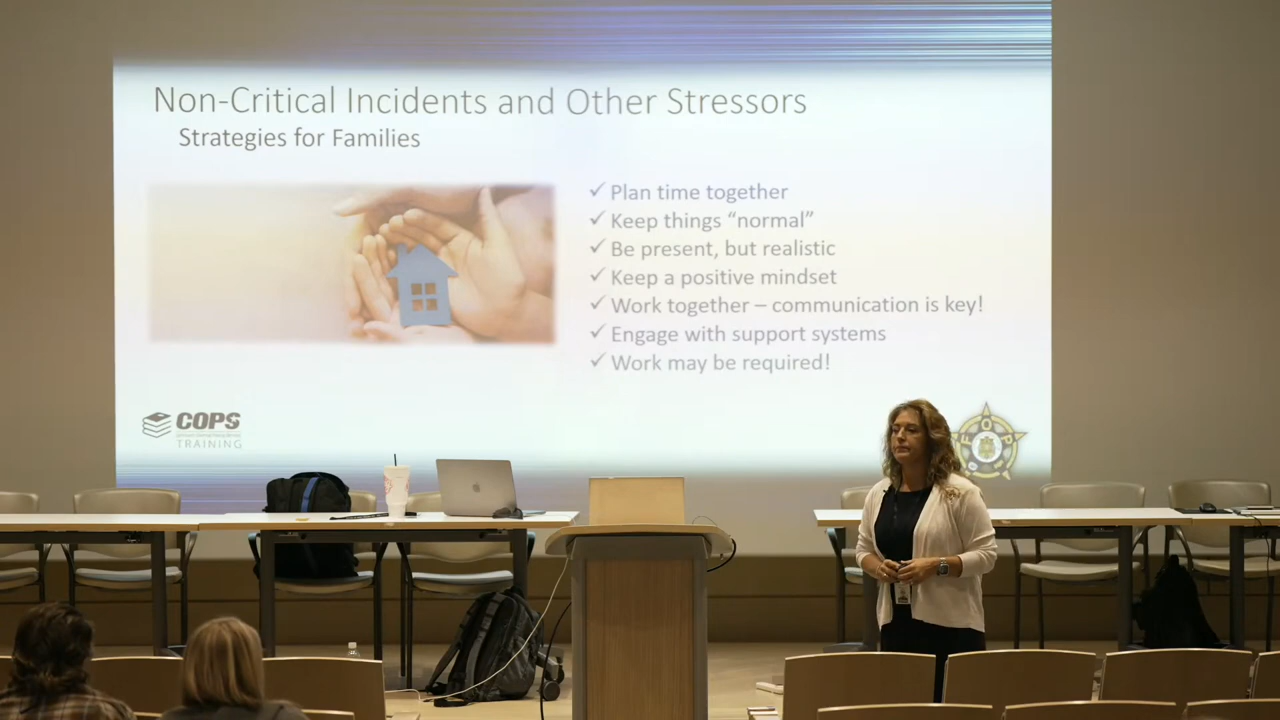 Non-Critical Incidents and Other Stressors
Strategies for Families
✓ Plan time together
✓ Keep things “normal”
✓ Be present, but realistic
✓ Keep a positive mindset
✓ Work together – communication is key!
✓ Engage with support systems
✓ Work may be required!
COPS
TRAINING
FOP